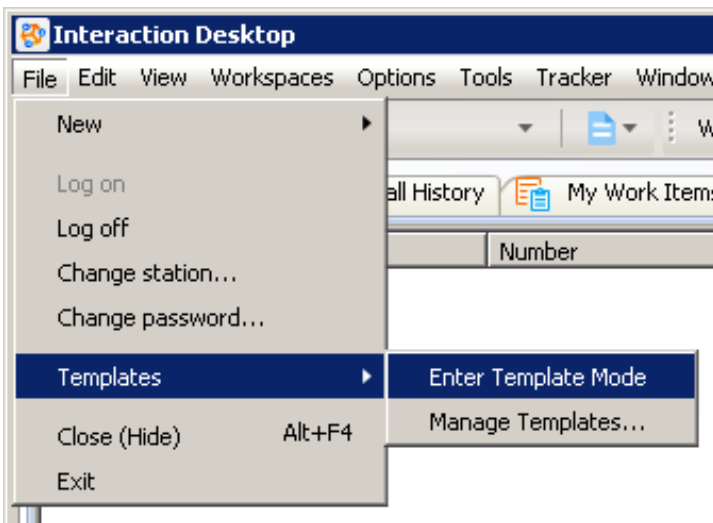 Interaction Desktop
File Edit View Workspaces Options Tools Tracker Window
New
Log on
all History My Work Items
Log off
Number
Change station...
Change password...
Templates Enter Template Mode
Manage Templates...
Close (Hide) Alt+F4
Exit